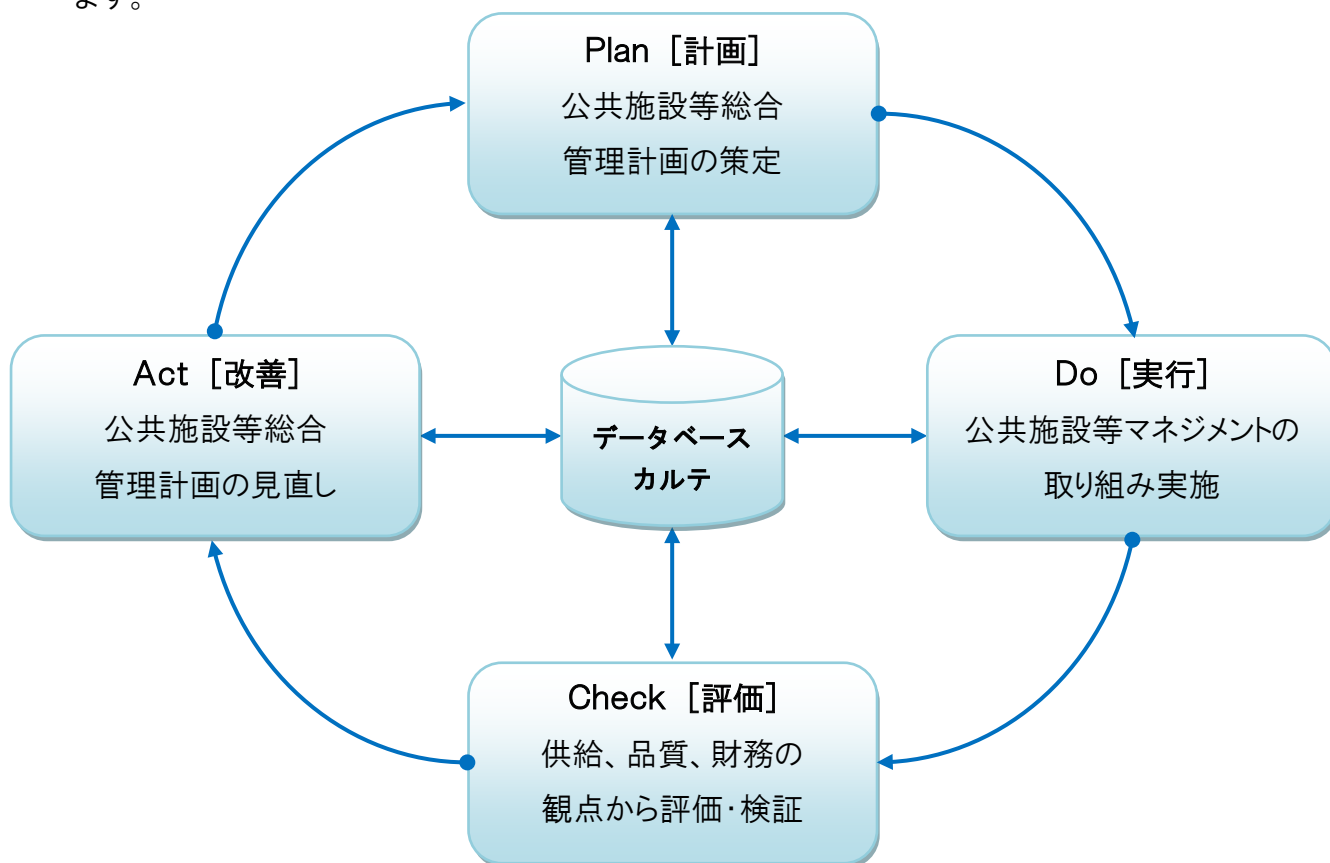 ます。
Plan [計画]
公共施設等総合
管理計画の策定
Act [改善]
公共施設等総合
管理計画の見直し
データベース
カルテ
Do [実行]
公共施設等マネジメントの
取り組み実施
Check [評価]
供給、品質、財務の
観点から評価・検証